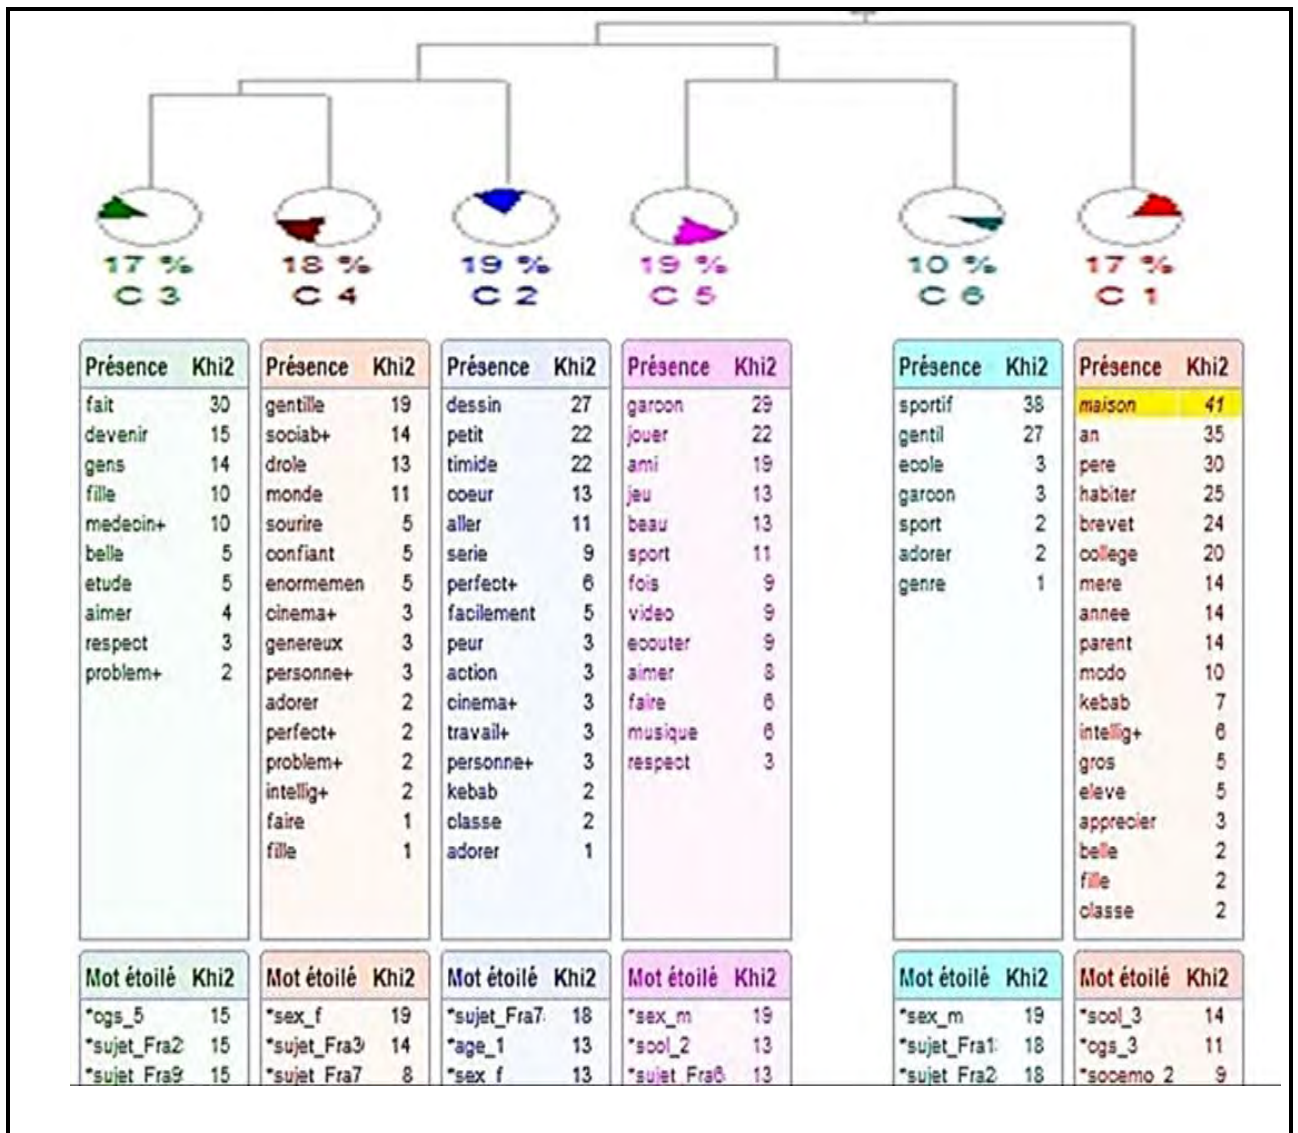 17 % 18 % 19 % 19 % 10 % 17 %
C 3 C 4 C 2 C 5 C 6 C 1
Présence Khi2
fait 30
devenir 15
gens 14
fille 10
medecin+ 10
belle 5
etude 5
aimer 4
respect 3
problem+ 2
Mot étoilé Khi2
*cgs_5 15
*sujet_Fra2 15
*sujet_Fra9 15
Présence Khi2
gentille 19
sociab+ 14
drole 13
monde 11
sourire 5
confiant 5
enormemen 5
cinema+ 3
genereux 3
personne+ 3
adorer 2
perfect+ 2
problem+ 2
intellig+ 2
faire 1
fille 1
Mot étoilé Khi2
*sex_f 19
*sujet_Fra3 14
*sujet_Fra7 8
Présence Khi2
dessin 27
petit 22
timide 22
coeur 13
aller 11
serie 9
perfect+ 6
facilement 5
peur 3
action 3
cinema+ 3
travail+ 3
personne+ 3
kebab 2
classe 2
adorer 1
Mot étoilé Khi2
*sujet_Fra7 18
*age_1 13
*sex_f 13
Présence Khi2
garcon 29
jouer 22
ami 19
jeu 13
beau 13
sport 11
fois 9
video 9
ecouter 9
aimer 8
faire 6
musique 6
respect 3
Mot étoilé Khi2
*sex_m 19
*scol_2 13
*sujet_Fra6 13
Présence Khi2
sportif 38
gentil 27
ecole 3
garcon 3
sport 2
adorer 2
genre 1
Mot étoilé Khi2
*sex_m 19
*sujet_Fra1 18
*sujet_Fra2 18
Présence Khi2
maison 41
an 35
pere 30
habiter 25
brevet 24
college 20
mere 14
annee 14
parent 14
modo 10
kebab 7
intellig+ 6
gros 5
eleve 5
apprecier 3
belle 2
fille 2
classe 2
Mot étoilé Khi2
*scol_3 14
*cgs_3 11
*socemo_2 9